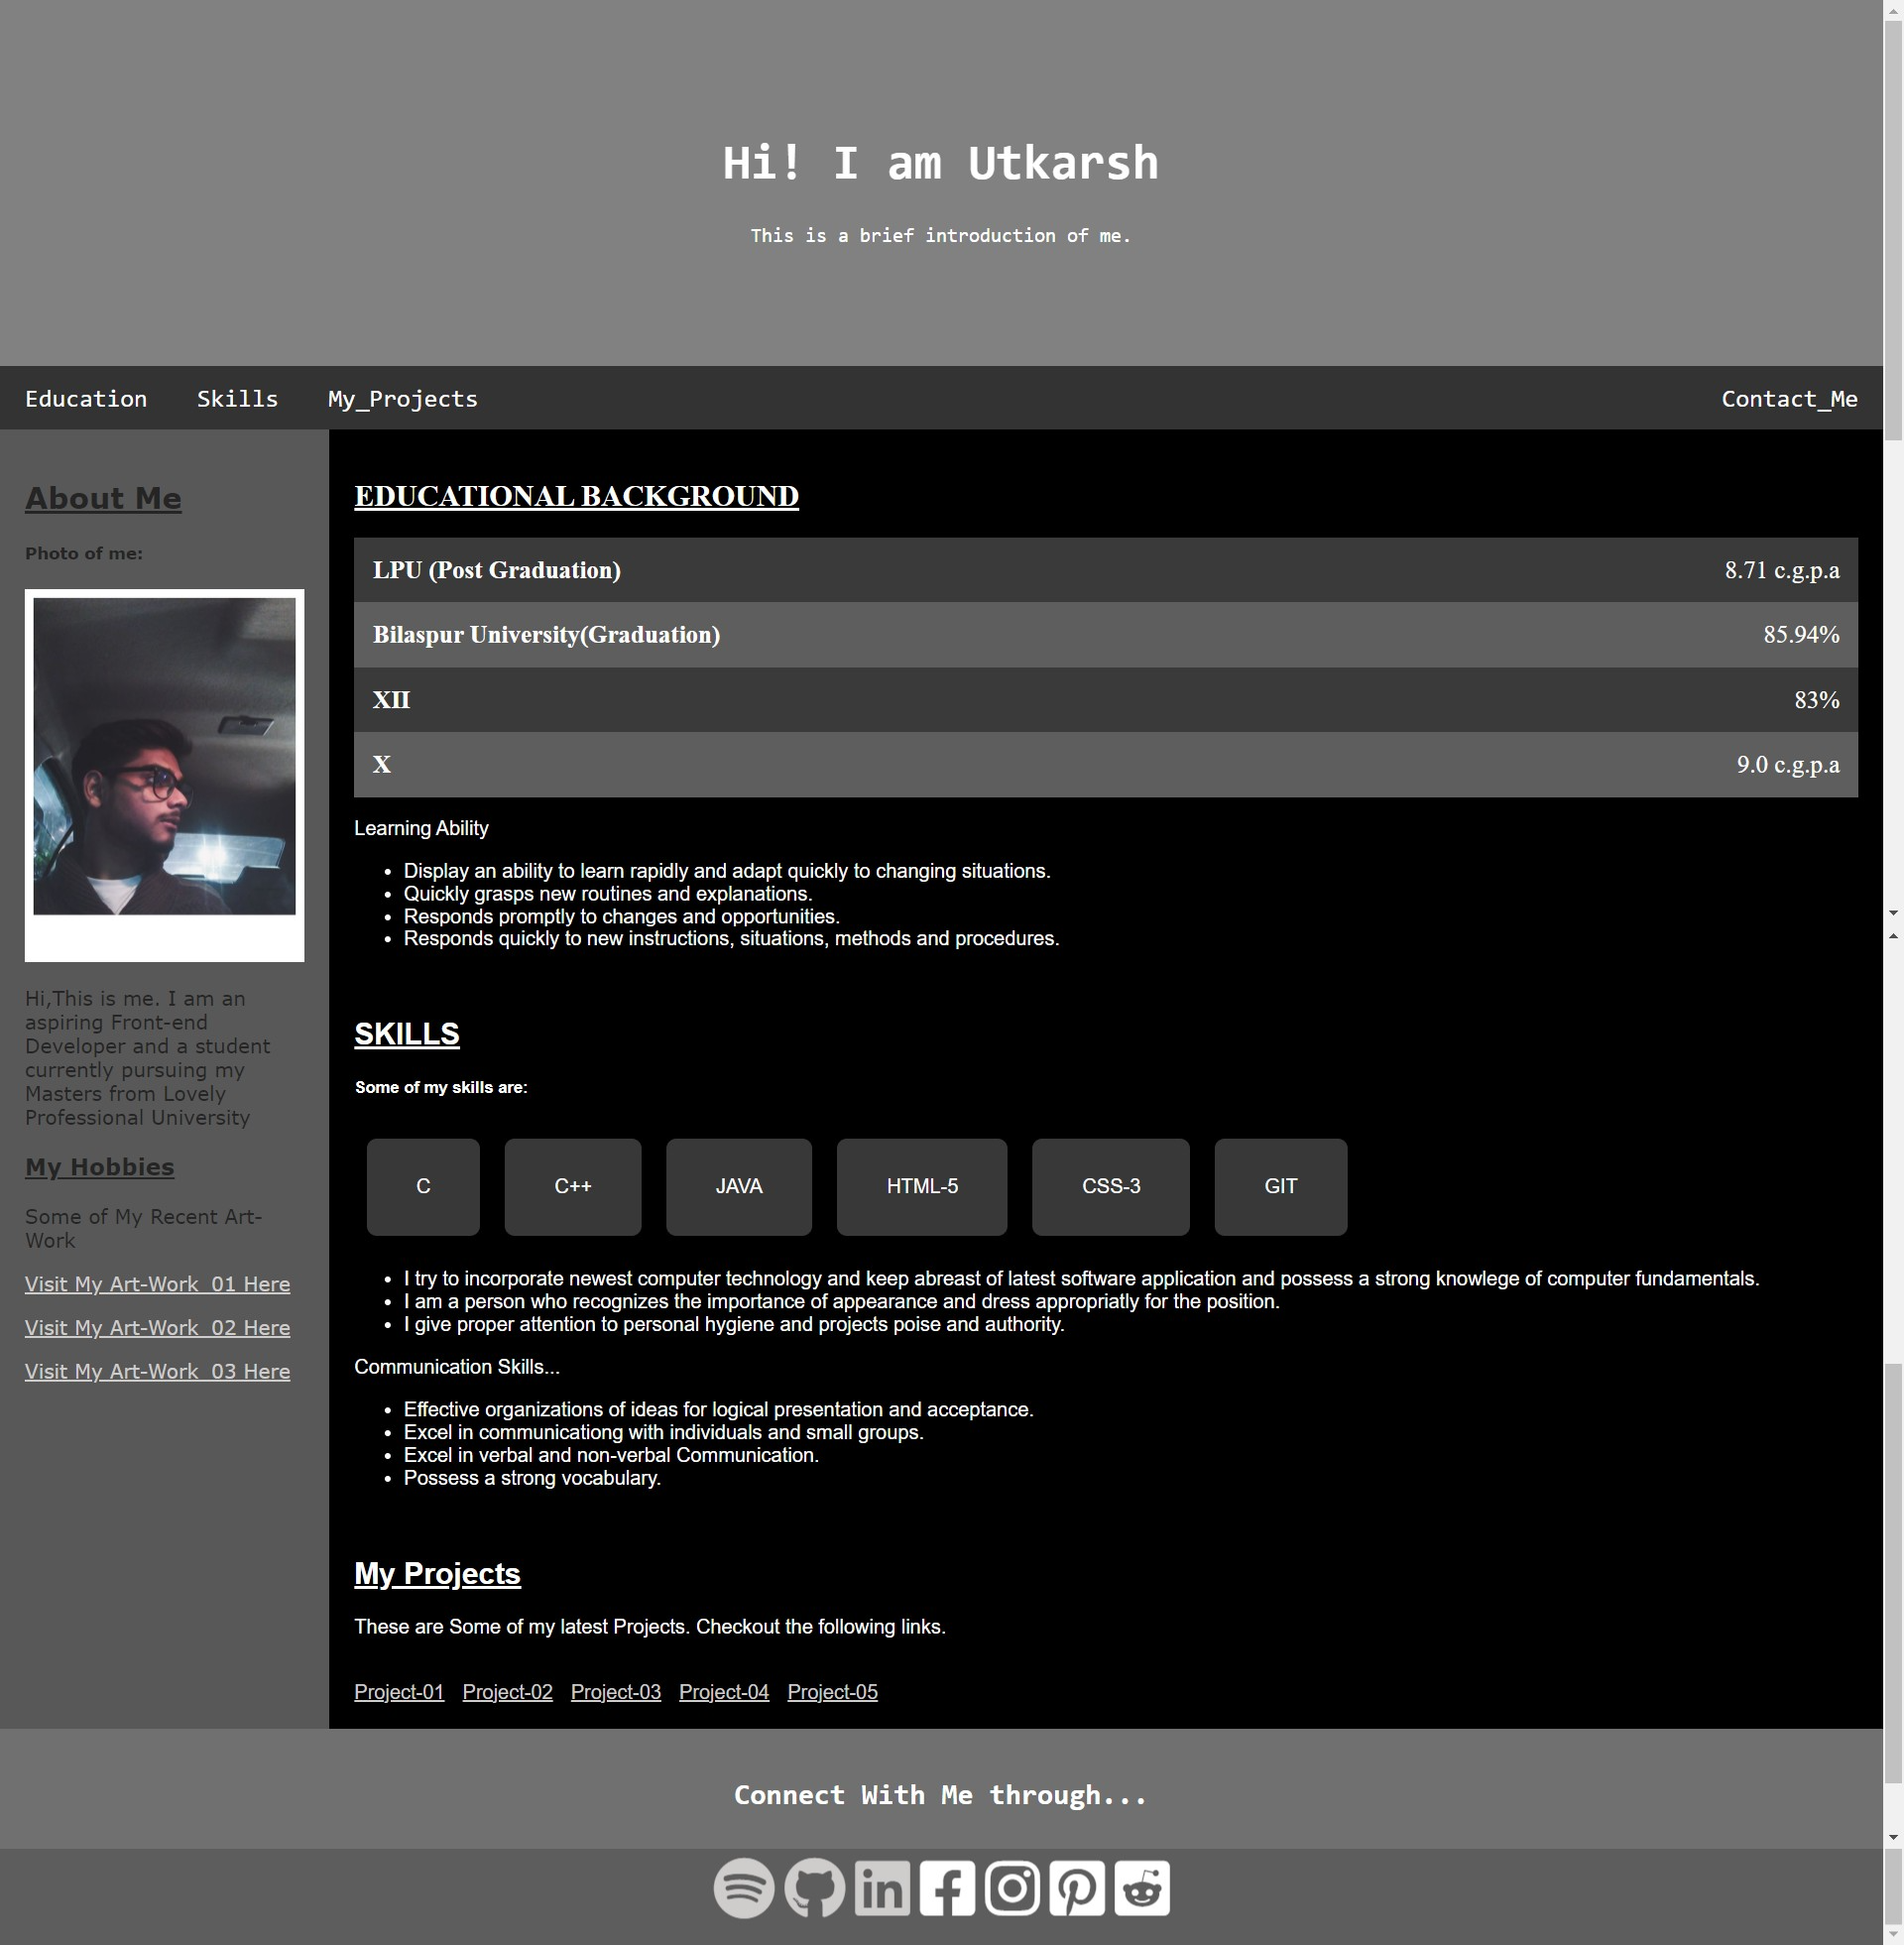 Hi! I am Utkarsh
This is a brief introduction of me.
Education Skills My_Projects Contact_Me
About Me
Photo of me:
Hi,This is me. I am an
aspiring Front-end
Developer and a student
currently pursuing my
Masters from Lovely
Professional University
My Hobbies
Some of My Recent Art-
Work
Visit My Art-Work_01 Here
Visit My Art-Work_02 Here
Visit My Art-Work_03 Here
EDUCATIONAL BACKGROUND
LPU (Post Graduation) 8.71 c.g.p.a
Bilaspur University(Graduation) 85.94%
XII 83%
X 9.0 c.g.p.a
Learning Ability
• Display an ability to learn rapidly and adapt quickly to changing situations.
• Quickly grasps new routines and explanations.
• Responds promptly to changes and opportunities.
• Responds quickly to new instructions, situations, methods and procedures.
SKILLS
Some of my skills are:
C C++ JAVA HTML-5 CSS-3 GIT
• I try to incorporate newest computer technology and keep abreast of latest software application and possess a strong knowlege of computer fundamentals.
• I am a person who recognizes the importance of appearance and dress appropriatly for the position.
• I give proper attention to personal hygiene and projects poise and authority.
Communication Skills...
• Effective organizations of ideas for logical presentation and acceptance.
• Excel in communicationg with individuals and small groups.
• Excel in verbal and non-verbal Communication.
• Possess a strong vocabulary.
My Projects
These are Some of my latest Projects. Checkout the following links.
Project-01 Project-02 Project-03 Project-04 Project-05
Connect With Me through...